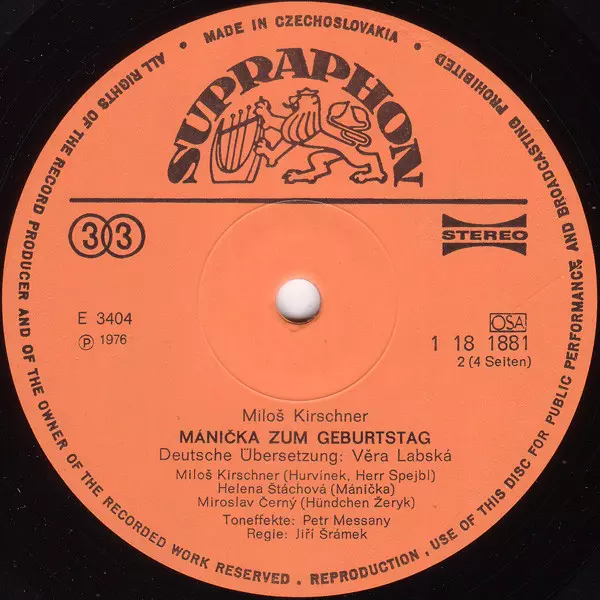 MADE IN CZECHOSLOVAKIA · ALL RIGHTS OF THE RECORD PRODUCER AND OF THE OWNER OF THE RECORDED WORK RESERVED. REPRODUCTION, USE OF THIS DISC FOR PUBLIC PERFORMANCE AND BROADCASTING PROHIBITED ·
SUPRAPHON
33
STEREO
E 3404
℗ 1976
OSA
1 18 1881
2 (4 Seiten)
Miloš Kirschner
MÁNIČKA ZUM GEBURTSTAG
Deutsche Übersetzung: Věra Labská
Miloš Kirschner (Hurvínek, Herr Spejbl)
Helena Štáchová (Mánička)
Miroslav Černý (Hündchen Žeryk)
Toneffekte: Petr Messany
Regie: Jiří Šrámek